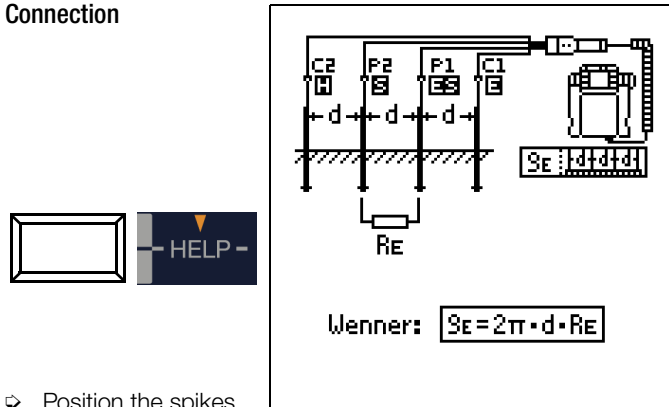 Connection
C2 P2 P1 C1
H S ES E
d d d
ρE d d d
RE
HELP
Wenner: ρE=2π·d·RE
➭ Position the spikes